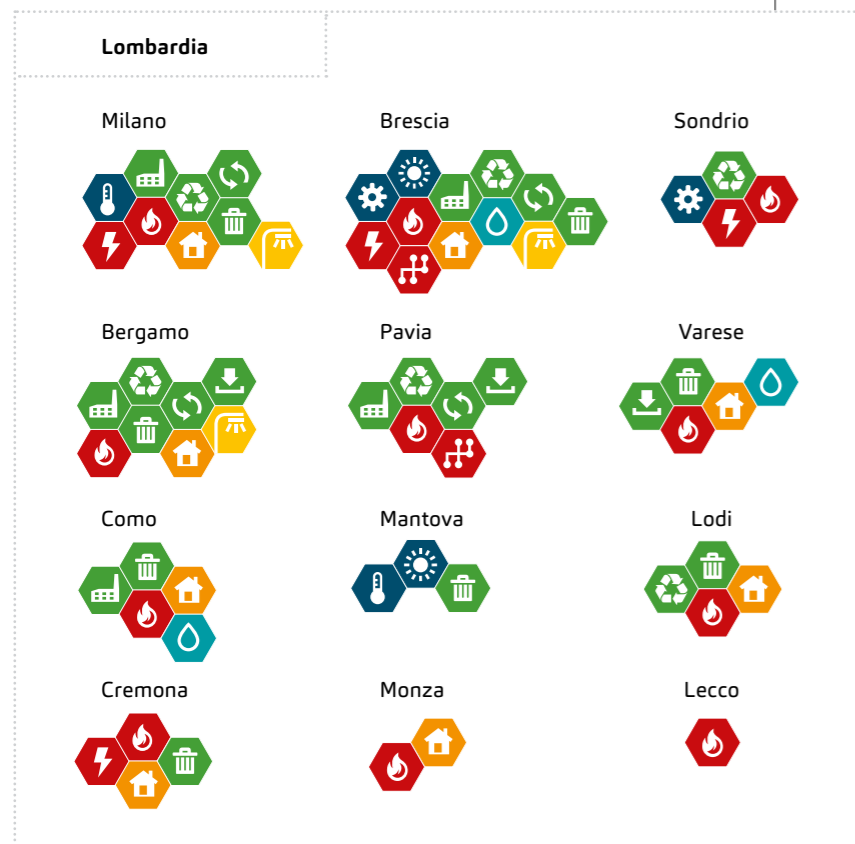 Lombardia
Milano
Brescia
Sondrio
Bergamo
Pavia
Varese
Como
Mantova
Lodi
Cremona
Monza
Lecco